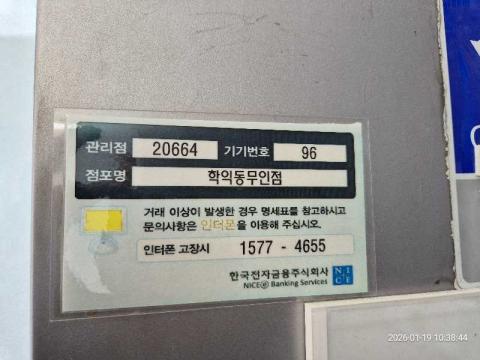 관리점 20664 기기번호 96
점포명 학익동무인점
거래 이상이 발생한 경우 명세표를 참고하시고
문의사항은 인터폰을 이용해 주십시오.
인터폰 고장시 1577 - 4655
한국전자금융주식회사
NICE e Banking Services
NI
CE
2026-01-19 10:38:44